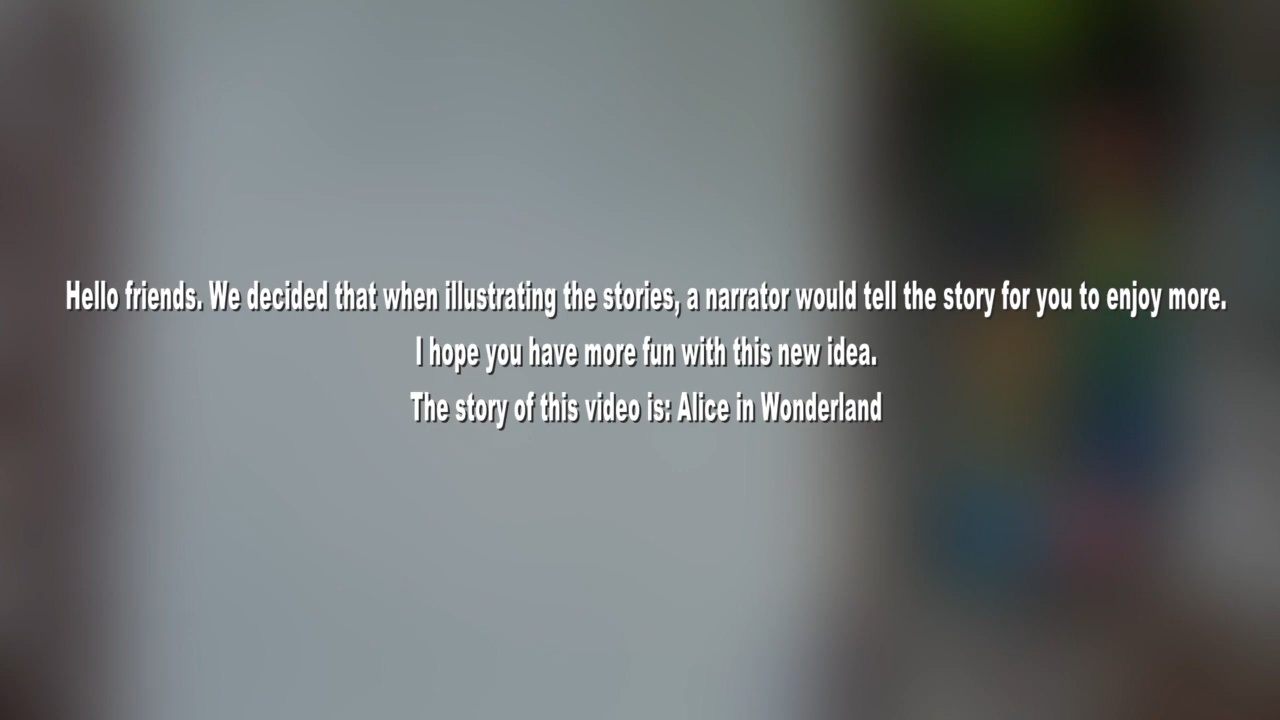 Hello friends. We decided that when illustrating the stories, a narrator would tell the story for you to enjoy more.
I hope you have more fun with this new idea.
The story of this video is: Alice in Wonderland